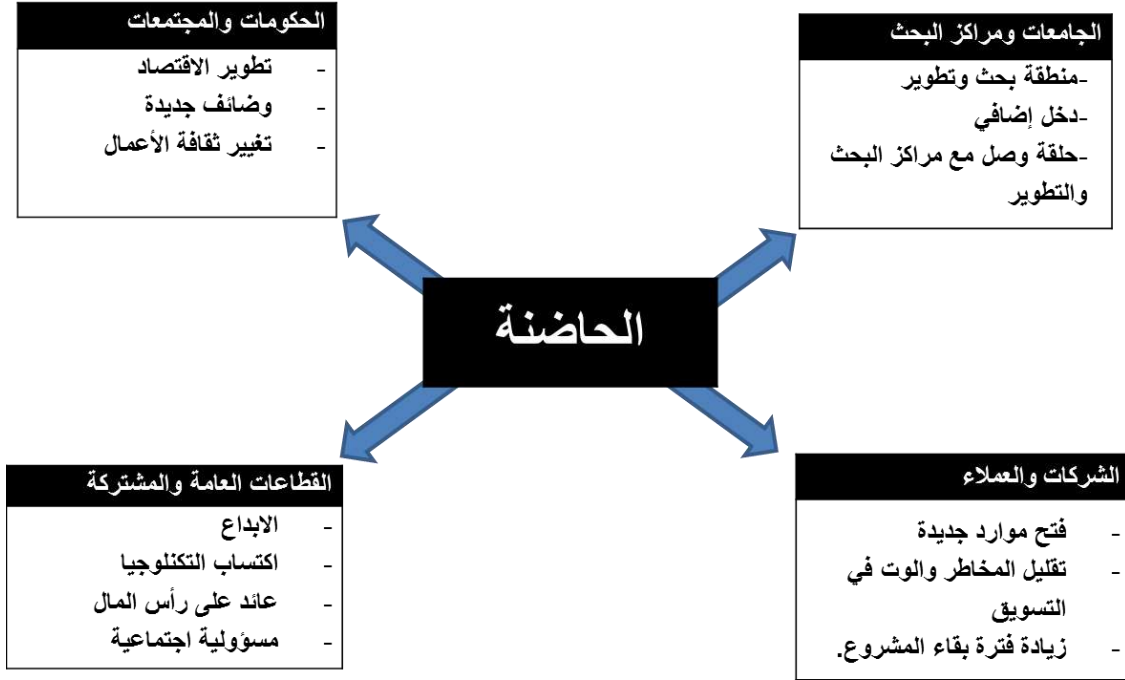 الجامعات ومراكز البحث
-منطقة بحث وتطوير
-دخل إضافي
-حلقة وصل مع مراكز البحث
والتطوير
الحكومات والمجتمعات
- تطوير الاقتصاد
- وضائف جديدة
- تغيير ثقافة الأعمال
الحاضنة
الشركات والعملاء
- فتح موارد جديدة
- تقليل المخاطر والوت في
التسويق
- زيادة فترة بقاء المشروع.
القطاعات العامة والمشتركة
- الابداع
- اكتساب التكنلوجيا
- عائد على رأس المال
- مسؤولية اجتماعية